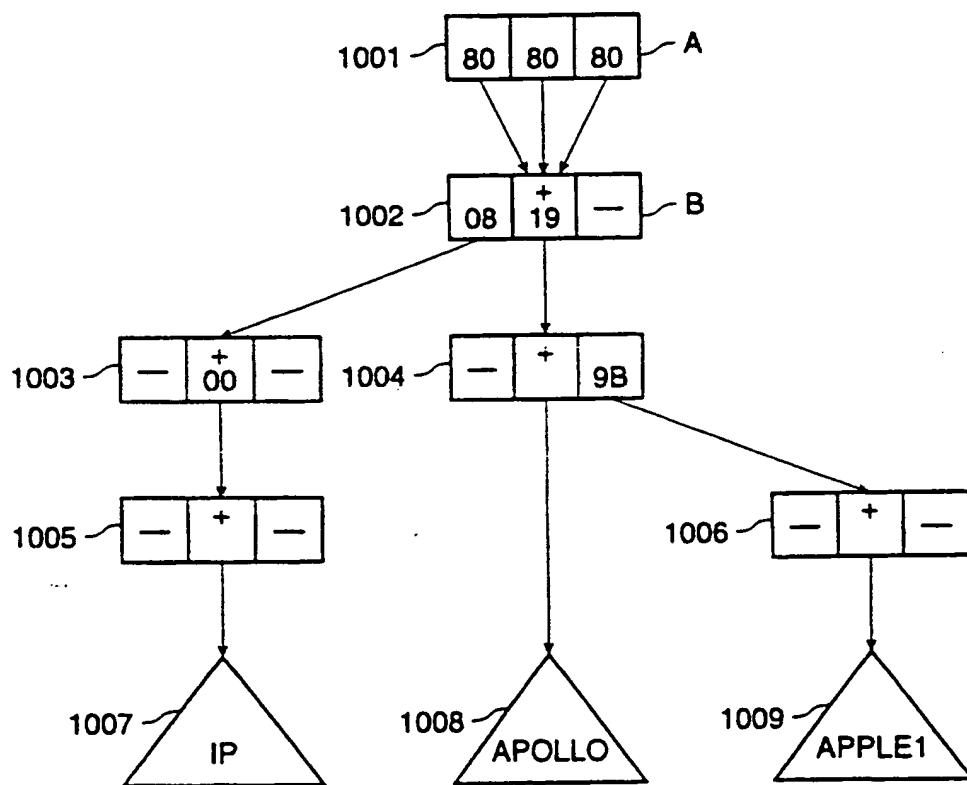 1001 80 80 80 A
+
1002 08 19 — B
+
1003 — 00 —
+
1004 — 9B
+
1005 — —
+
1006 — —
1007 IP
1008 APOLLO
1009 APPLE1